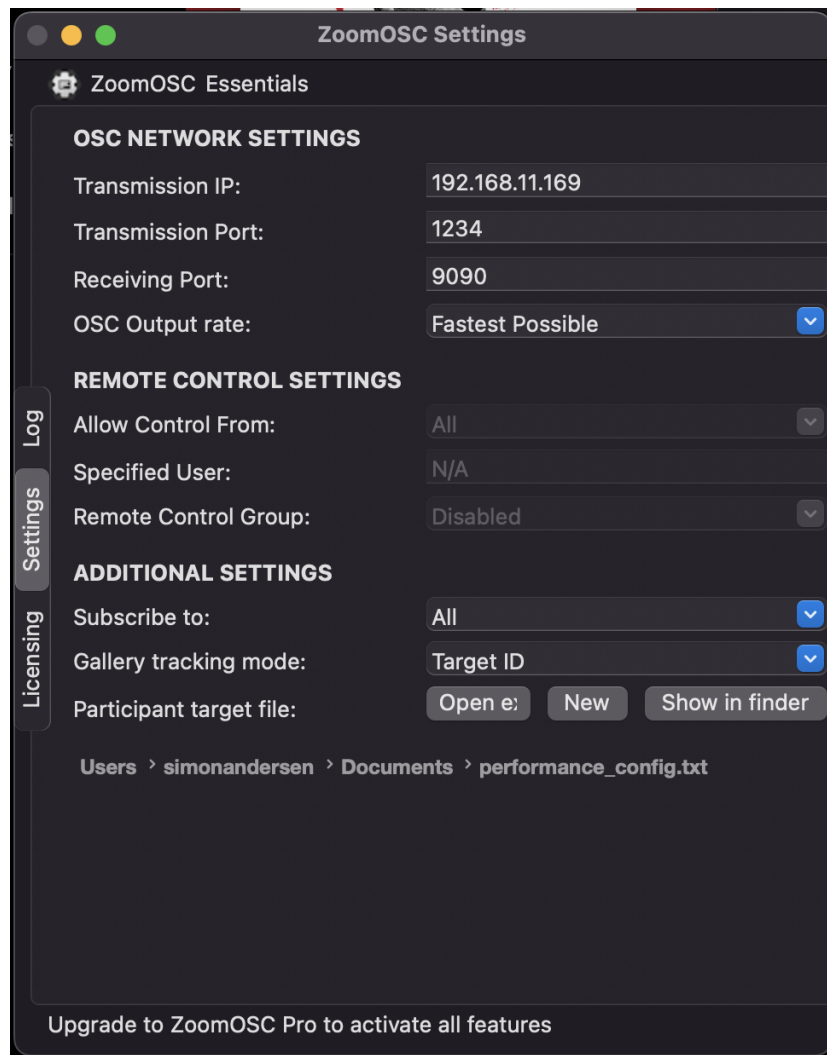 ZoomOSC Settings
ZoomOSC Essentials
OSC NETWORK SETTINGS
Transmission IP: 192.168.11.169
Transmission Port: 1234
Receiving Port: 9090
OSC Output rate: Fastest Possible
REMOTE CONTROL SETTINGS
Allow Control From: All
Specified User: N/A
Remote Control Group: Disabled
ADDITIONAL SETTINGS
Subscribe to: All
Gallery tracking mode: Target ID
Participant target file: Open e: New Show in finder
Users › simonandersen › Documents › performance_config.txt
Log
Settings
Licensing
Upgrade to ZoomOSC Pro to activate all features